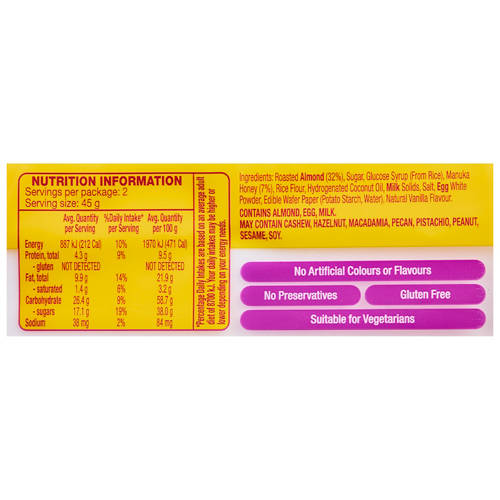 NUTRITION INFORMATION
Servings per package: 2
Serving size: 45 g
Avg. Quantity per Serving %Daily Intake* per Serving Avg. Quantity per 100 g
Energy 887 kJ (212 Cal) 10% 1970 kJ (471 Cal)
Protein, total 4.3 g 9% 9.5 g
- gluten NOT DETECTED NOT DETECTED
Fat, total 9.9 g 14% 21.9 g
- saturated 1.4 g 6% 3.2 g
Carbohydrate 26.4 g 9% 58.7 g
- sugars 17.1 g 19% 38.0 g
Sodium 38 mg 2% 84 mg
*Percentage Daily Intakes are based on an average adult
diet of 8700 kJ. Your daily intakes may be higher or
lower depending on your energy needs.
Ingredients: Roasted Almond (32%), Sugar, Glucose Syrup (From Rice), Manuka
Honey (7%), Rice Flour, Hydrogenated Coconut Oil, Milk Solids, Salt, Egg White
Powder, Edible Wafer Paper (Potato Starch, Water), Natural Vanilla Flavour.
CONTAINS ALMOND, EGG, MILK.
MAY CONTAIN CASHEW, HAZELNUT, MACADAMIA, PECAN, PISTACHIO, PEANUT,
SESAME, SOY.
No Artificial Colours or Flavours
No Preservatives
Gluten Free
Suitable for Vegetarians